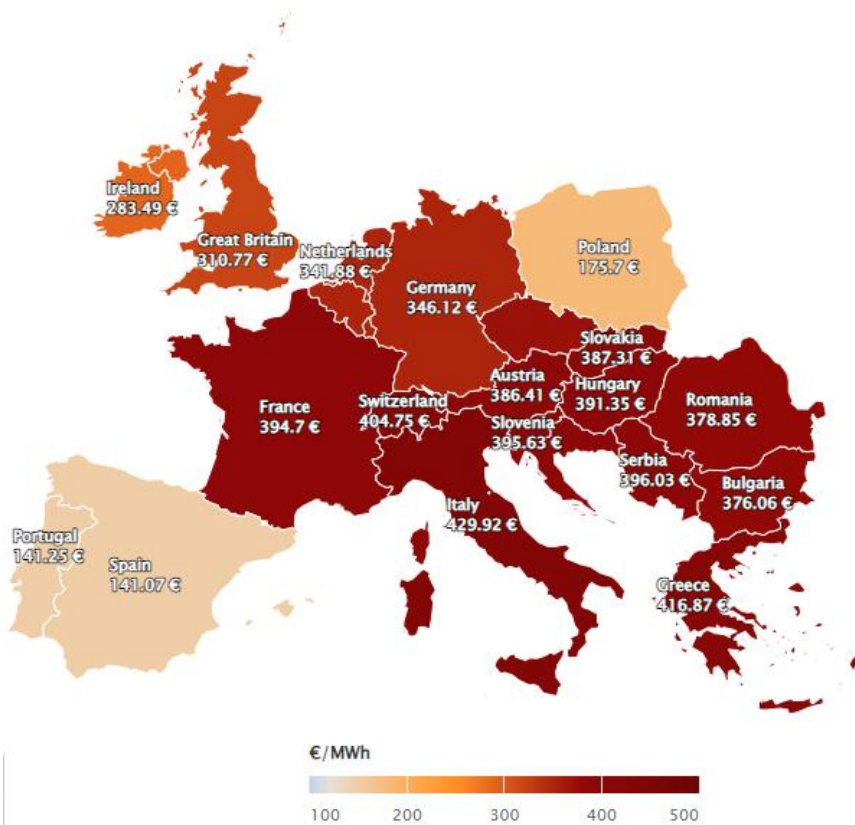 Ireland
283.49 €
Great Britain
310.77 €
Netherlands
341.88 €
Germany
346.12 €
Poland
175.7 €
Slovakia
387.31 €
Austria
386.41 €
Hungary
391.35 €
Romania
378.85 €
France
394.7 €
Switzerland
404.75 €
Slovenia
395.63 €
Serbia
396.03 €
Bulgaria
376.06 €
Italy
429.92 €
Portugal
141.25 €
Spain
141.07 €
Greece
416.87 €
€/MWh
100 200 300 400 500